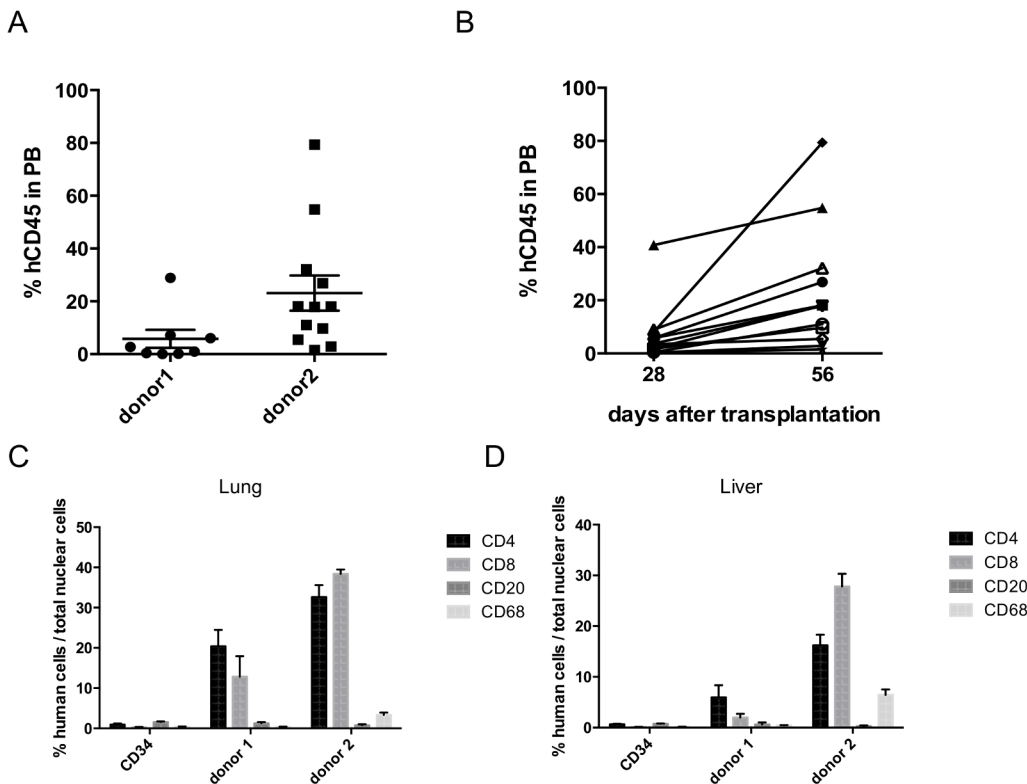 A
B
% hCD45 in PB
100
80
60
40
20
0
donor1
donor2
% hCD45 in PB
100
80
60
40
20
0
28
56
days after transplantation
C
D
Lung
% human cells / total nuclear cells
50
40
30
20
10
0
CD34
donor 1
donor 2
CD4
CD8
CD20
CD68
Liver
% human cells / total nuclear cells
40
30
20
10
0
CD34
donor 1
donor 2
CD4
CD8
CD20
CD68